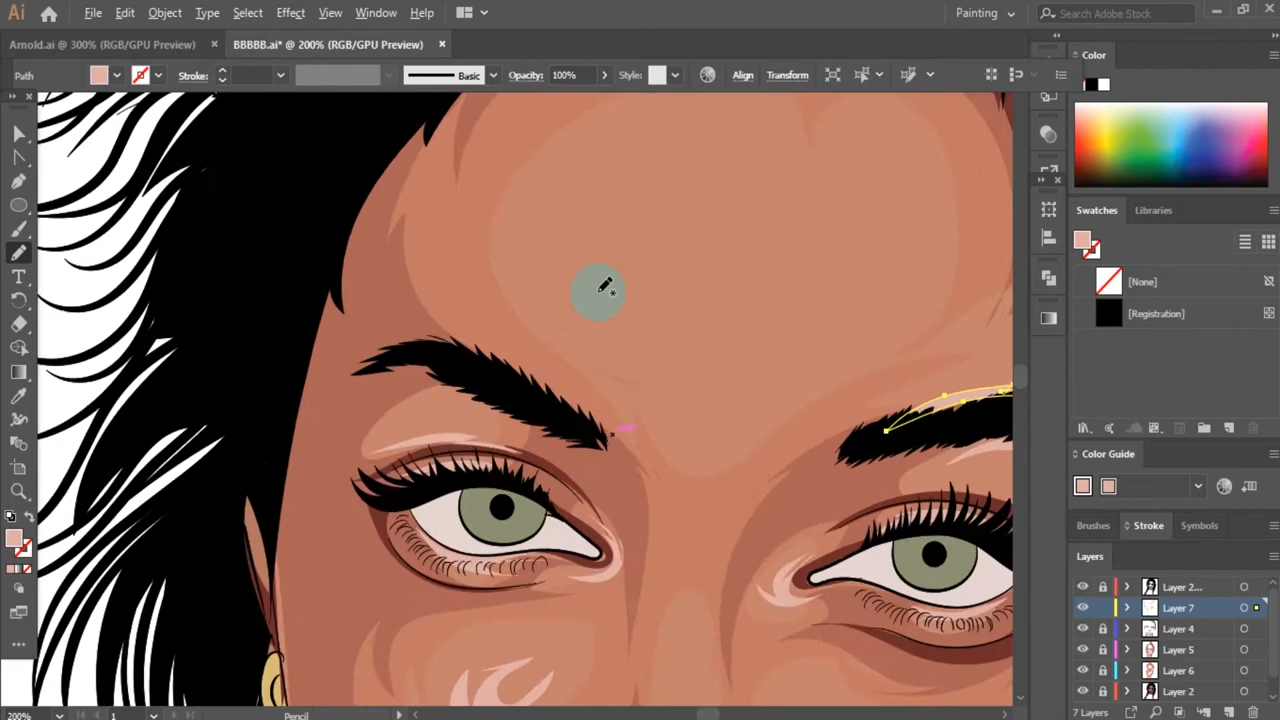 Ai File Edit Object Type Select Effect View Window Help Painting Search Adobe Stock
Arnold.ai @ 300% (RGB/GPU Preview) BBBBB.ai* @ 200% (RGB/GPU Preview)
Color
Path Stroke: Basic Opacity: 100% Style: Align Transform
Swatches Libraries
[None]
[Registration]
Color Guide
Brushes Stroke Symbols
Layers
Layer 2...
Layer 7
Layer 4
Layer 5
Layer 6
Layer 2
200% 1 Pencil 7 Layers